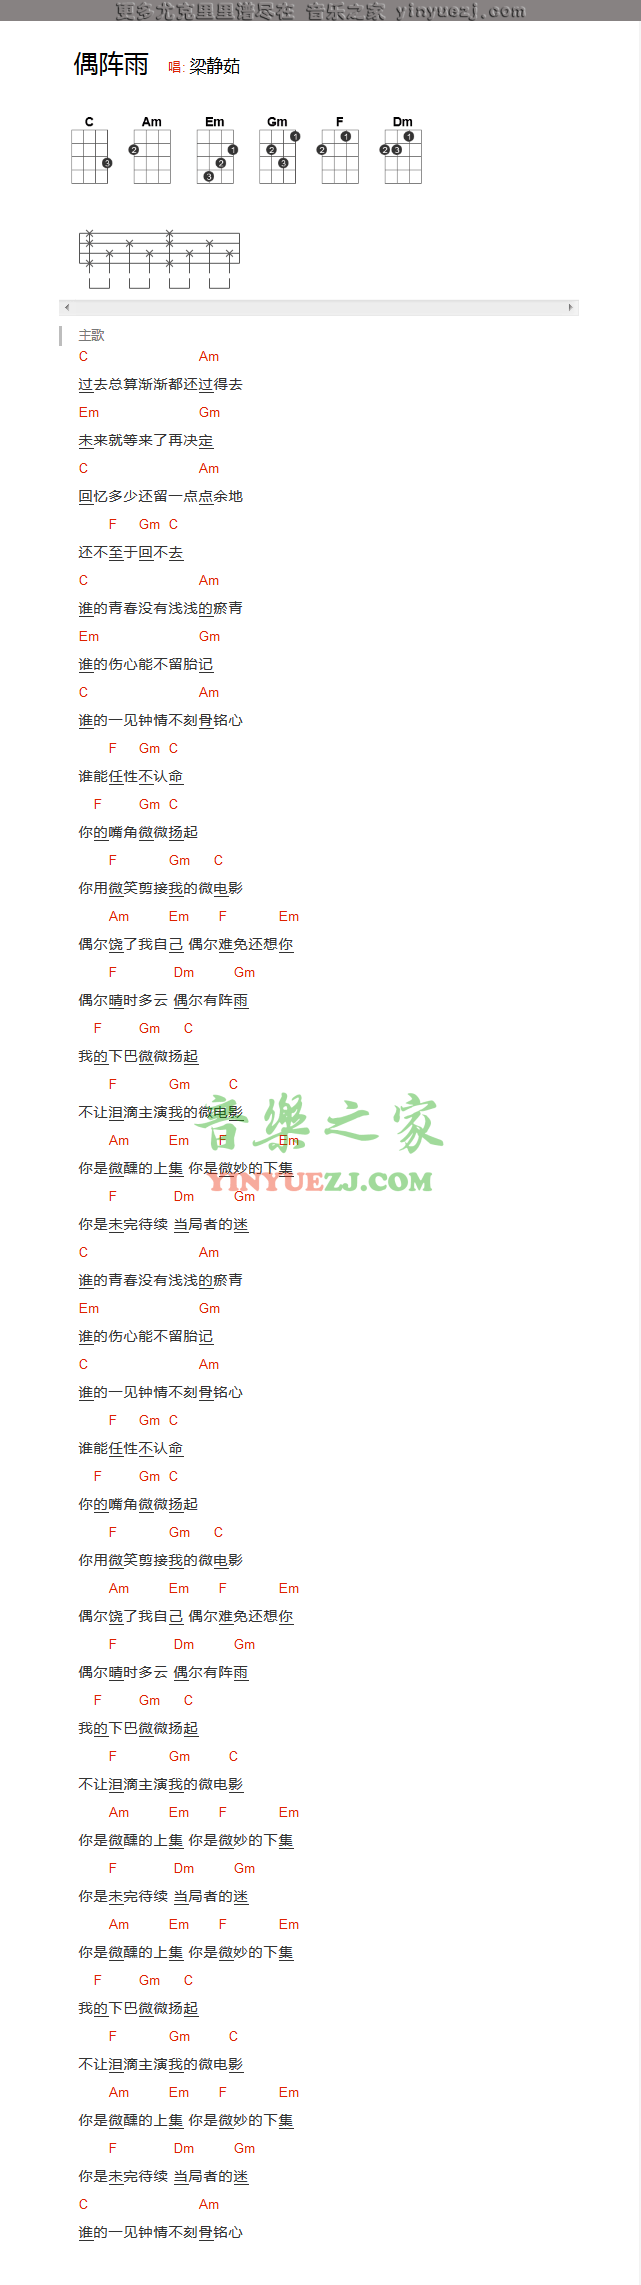 更多尤克里里谱尽在 音乐之家 yinyuezj.com
偶阵雨 唱: 梁静茹
C Am Em Gm F Dm
3 2 1 2 3 1 2 3 1 2 1 2 3
主歌
C Am
过去总算渐渐都还过得去
Em Gm
未来就等来了再决定
C Am
回忆多少还留一点点余地
F Gm C
还不至于回不去
C Am
谁的青春没有浅浅的瘀青
Em Gm
谁的伤心能不留胎记
C Am
谁的一见钟情不刻骨铭心
F Gm C
谁能任性不认命
F Gm C
你的嘴角微微扬起
F Gm C
你用微笑剪接我的微电影
Am Em F Em
偶尔饶了我自己 偶尔难免还想你
F Dm Gm
偶尔晴时多云 偶尔有阵雨
F Gm C
我的下巴微微扬起
F Gm C
不让泪滴主演我的微电影
Am Em F Em
你是微醺的上集 你是微妙的下集
F Dm Gm
你是未完待续 当局者的迷
C Am
谁的青春没有浅浅的瘀青
Em Gm
谁的伤心能不留胎记
C Am
谁的一见钟情不刻骨铭心
F Gm C
谁能任性不认命
F Gm C
你的嘴角微微扬起
F Gm C
你用微笑剪接我的微电影
Am Em F Em
偶尔饶了我自己 偶尔难免还想你
F Dm Gm
偶尔晴时多云 偶尔有阵雨
F Gm C
我的下巴微微扬起
F Gm C
不让泪滴主演我的微电影
Am Em F Em
你是微醺的上集 你是微妙的下集
F Dm Gm
你是未完待续 当局者的迷
Am Em F Em
你是微醺的上集 你是微妙的下集
F Gm C
我的下巴微微扬起
F Gm C
不让泪滴主演我的微电影
Am Em F Em
你是微醺的上集 你是微妙的下集
F Dm Gm
你是未完待续 当局者的迷
C Am
谁的一见钟情不刻骨铭心
音樂之家
YINYUEZJ.COM